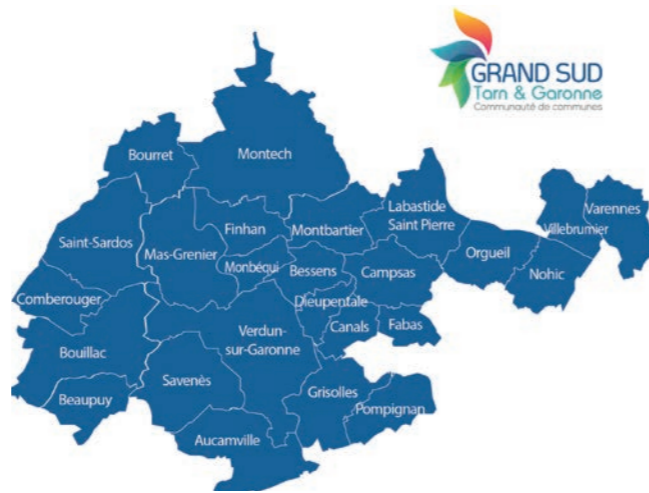 GRAND SUD
Tarn & Garonne
Communauté de communes
Bourret
Montech
Labastide
Saint Pierre
Varennes
Villebrumier
Saint-Sardos
Mas-Grenier
Finhan
Montbartier
Orgueil
Monbéqui
Bessens
Campsas
Nohic
Comberouger
Dieupentale
Verdun-
sur-Garonne
Canals
Fabas
Bouillac
Savenès
Grisolles
Beaupuy
Pompignan
Aucamville